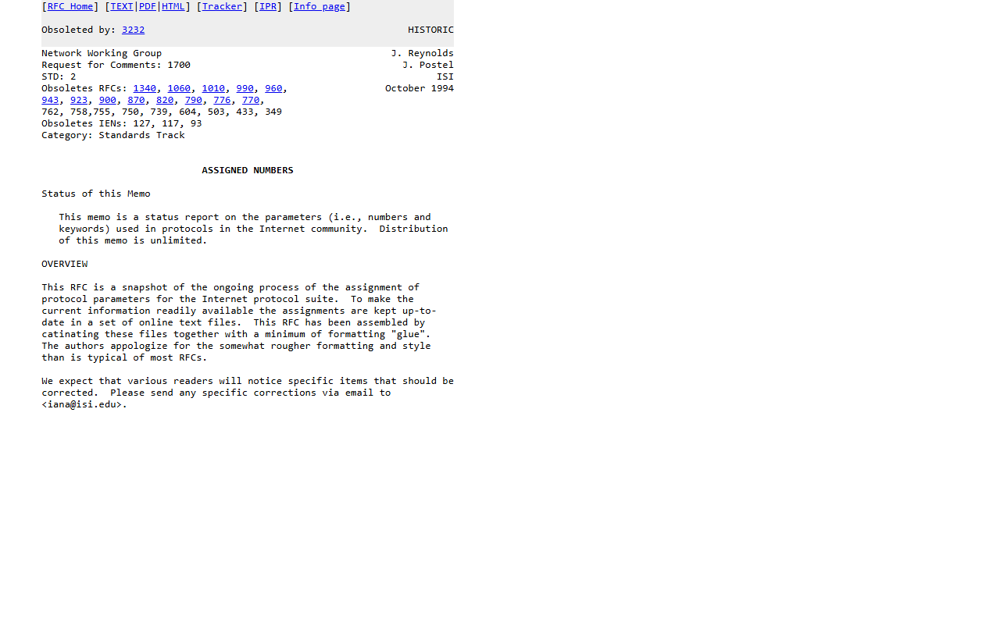 [RFC Home] [TEXT|PDF|HTML] [Tracker] [IPR] [Info page]
Obsoleted by: 3232 HISTORIC
Network Working Group J. Reynolds
Request for Comments: 1700 J. Postel
STD: 2 ISI
Obsoletes RFCs: 1340, 1060, 1010, 990, 960, October 1994
943, 923, 900, 870, 820, 790, 776, 770,
762, 758,755, 750, 739, 604, 503, 433, 349
Obsoletes IENs: 127, 117, 93
Category: Standards Track
ASSIGNED NUMBERS
Status of this Memo
This memo is a status report on the parameters (i.e., numbers and
keywords) used in protocols in the Internet community.  Distribution
of this memo is unlimited.
OVERVIEW
This RFC is a snapshot of the ongoing process of the assignment of
protocol parameters for the Internet protocol suite.  To make the
current information readily available the assignments are kept up-to-
date in a set of online text files.  This RFC has been assembled by
catinating these files together with a minimum of formatting "glue".
The authors appologize for the somewhat rougher formatting and style
than is typical of most RFCs.
We expect that various readers will notice specific items that should be
corrected.  Please send any specific corrections via email to
<iana@isi.edu>.